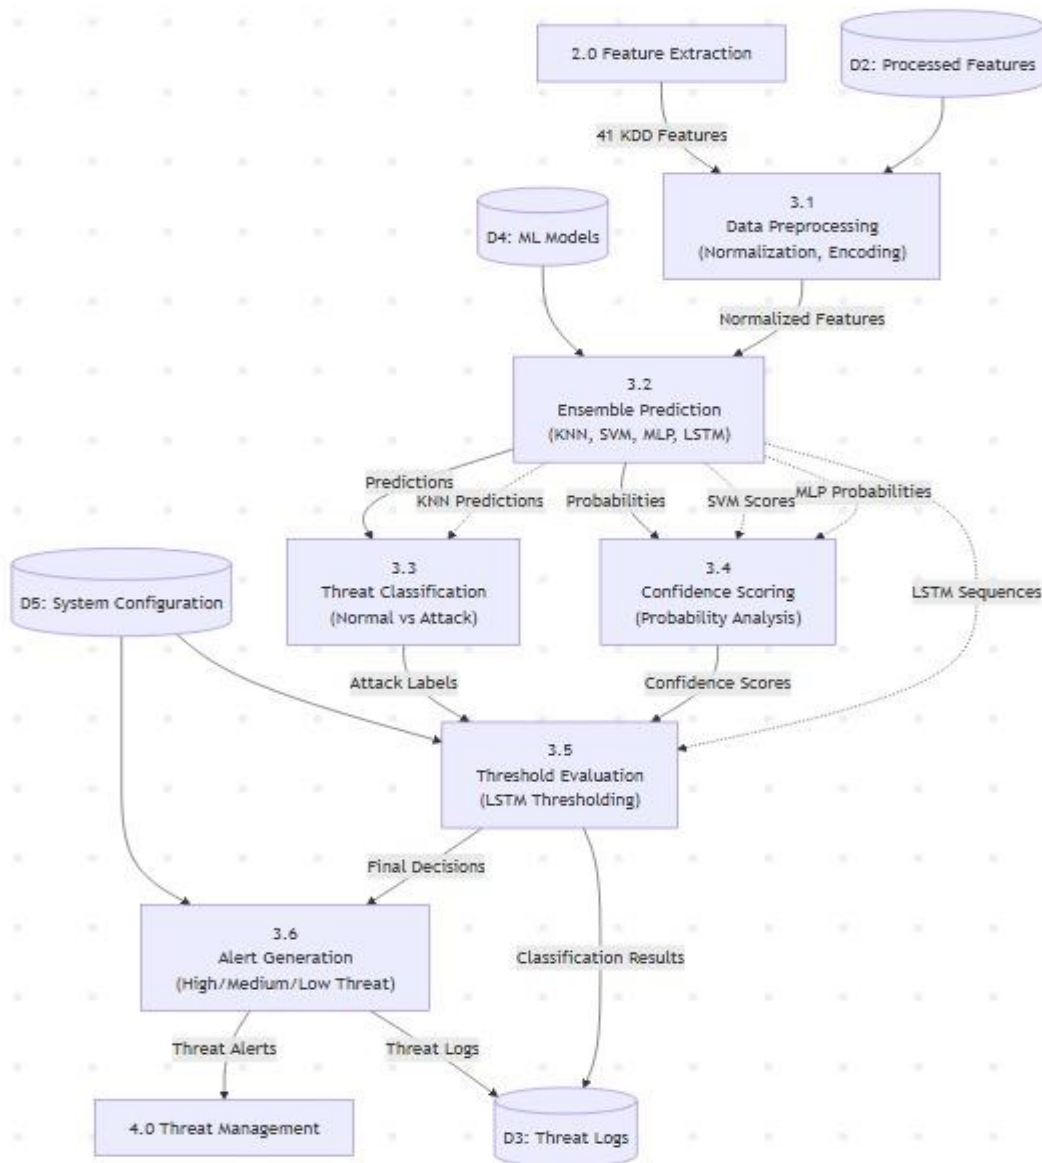 2.0 Feature Extraction
D2: Processed Features
41 KDD Features
3.1
Data Preprocessing
(Normalization, Encoding)
D4: ML Models
Normalized Features
3.2
Ensemble Prediction
(KNN, SVM, MLP, LSTM)
Predictions
KNN Predictions
Probabilities
SVM Scores
MLP Probabilities
3.3
Threat Classification
(Normal vs Attack)
3.4
Confidence Scoring
(Probability Analysis)
LSTM Sequences
D5: System Configuration
Attack Labels
Confidence Scores
3.5
Threshold Evaluation
(LSTM Thresholding)
Final Decisions
3.6
Alert Generation
(High/Medium/Low Threat)
Classification Results
Threat Alerts
Threat Logs
4.0 Threat Management
D3: Threat Logs